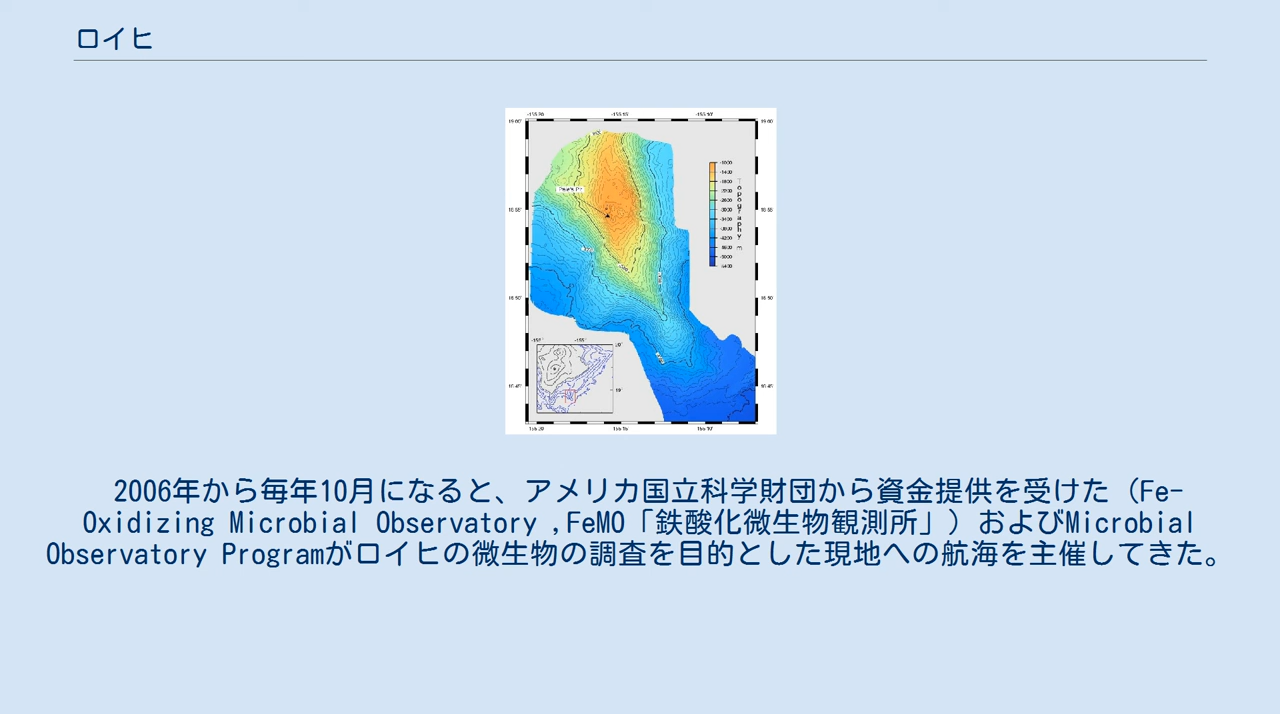 ロイヒ
Topography m
2006年から毎年10月になると、アメリカ国立科学財団から資金提供を受けた（Fe-
Oxidizing Microbial Observatory ,FeMO「鉄酸化微生物観測所」）およびMicrobial
Observatory Programがロイヒの微生物の調査を目的とした現地への航海を主催してきた。